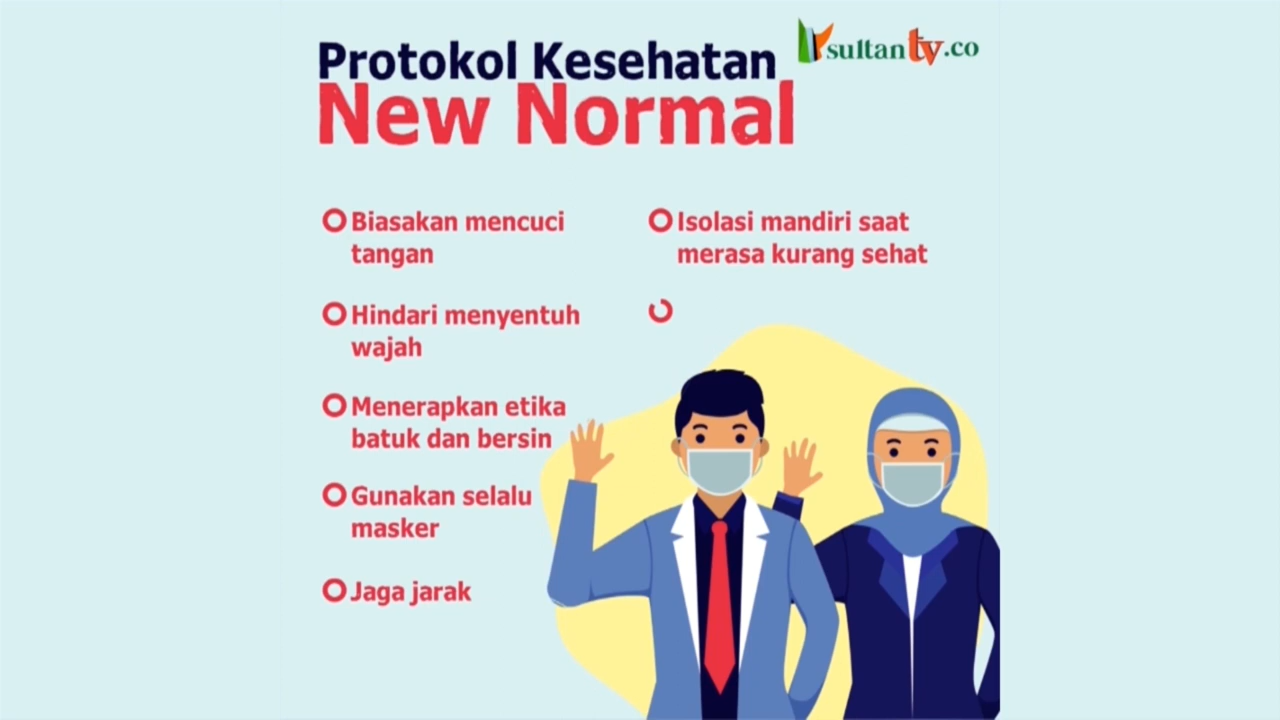 Protokol Kesehatan
New Normal
sultantv.co
Biasakan mencuci
tangan
Hindari menyentuh
wajah
Menerapkan etika
batuk dan bersin
Gunakan selalu
masker
Jaga jarak
Isolasi mandiri saat
merasa kurang sehat